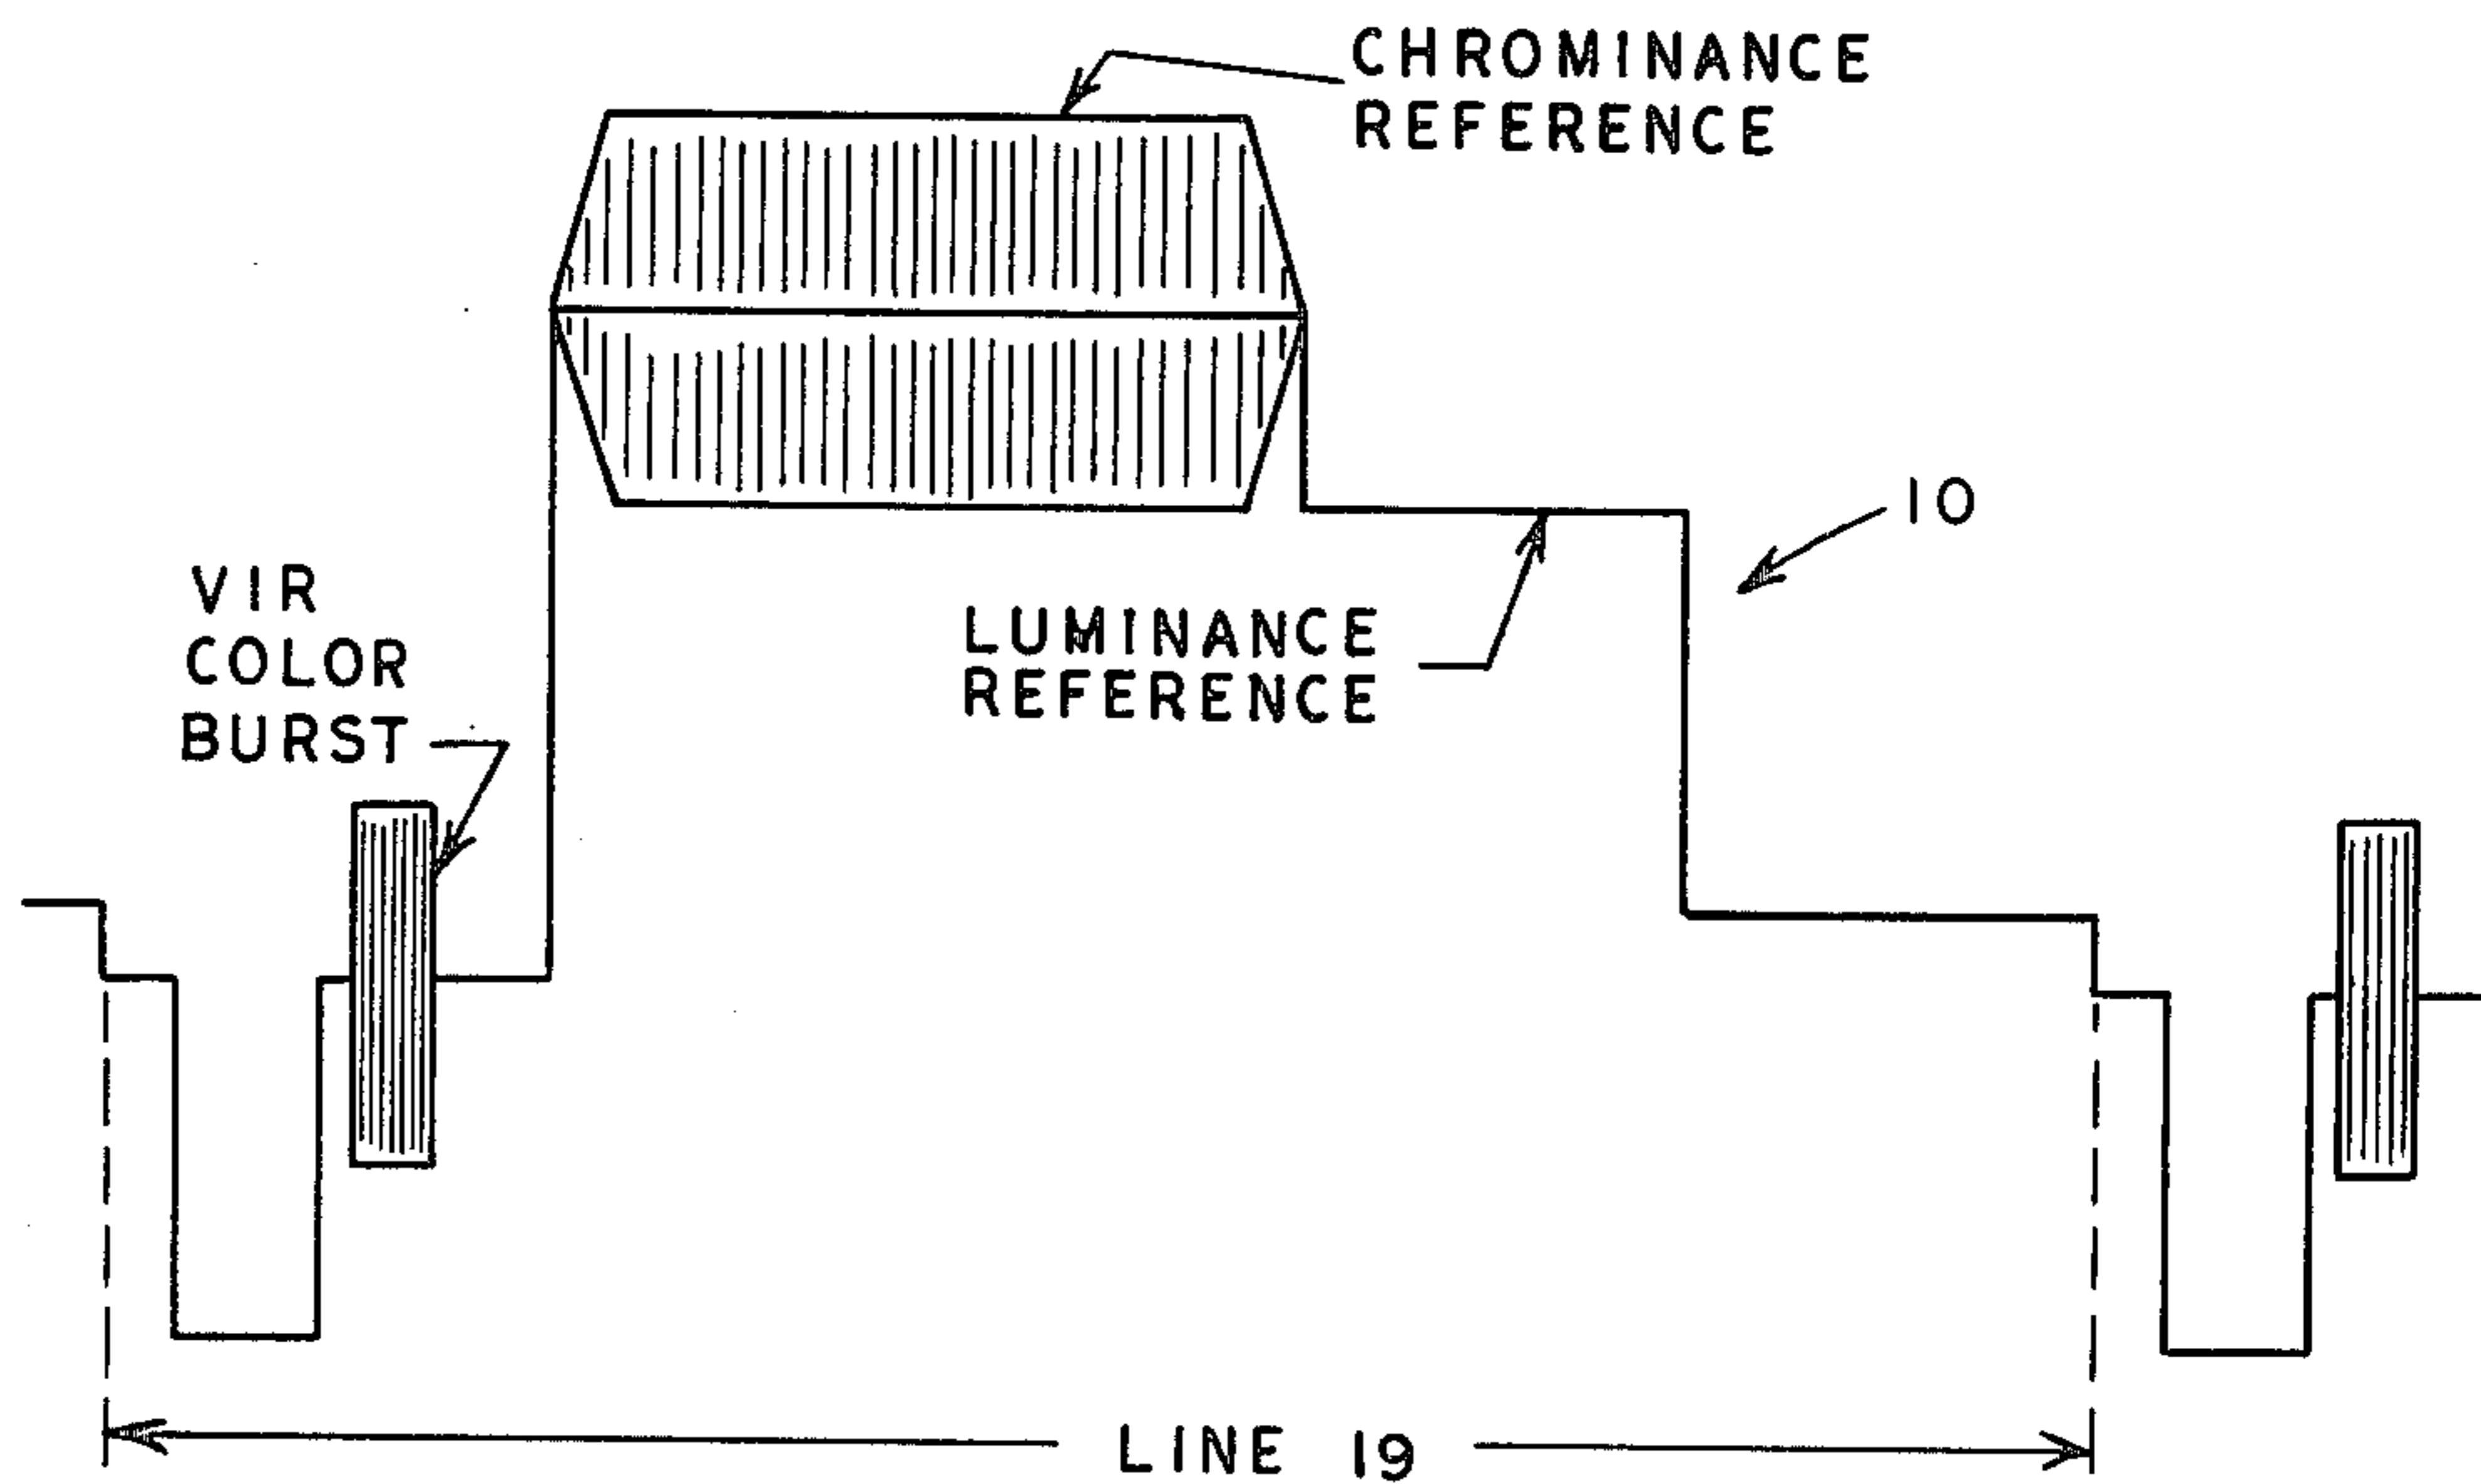 CHROMINANCE
REFERENCE
10
VIR
COLOR
BURST
LUMINANCE
REFERENCE
LINE 19